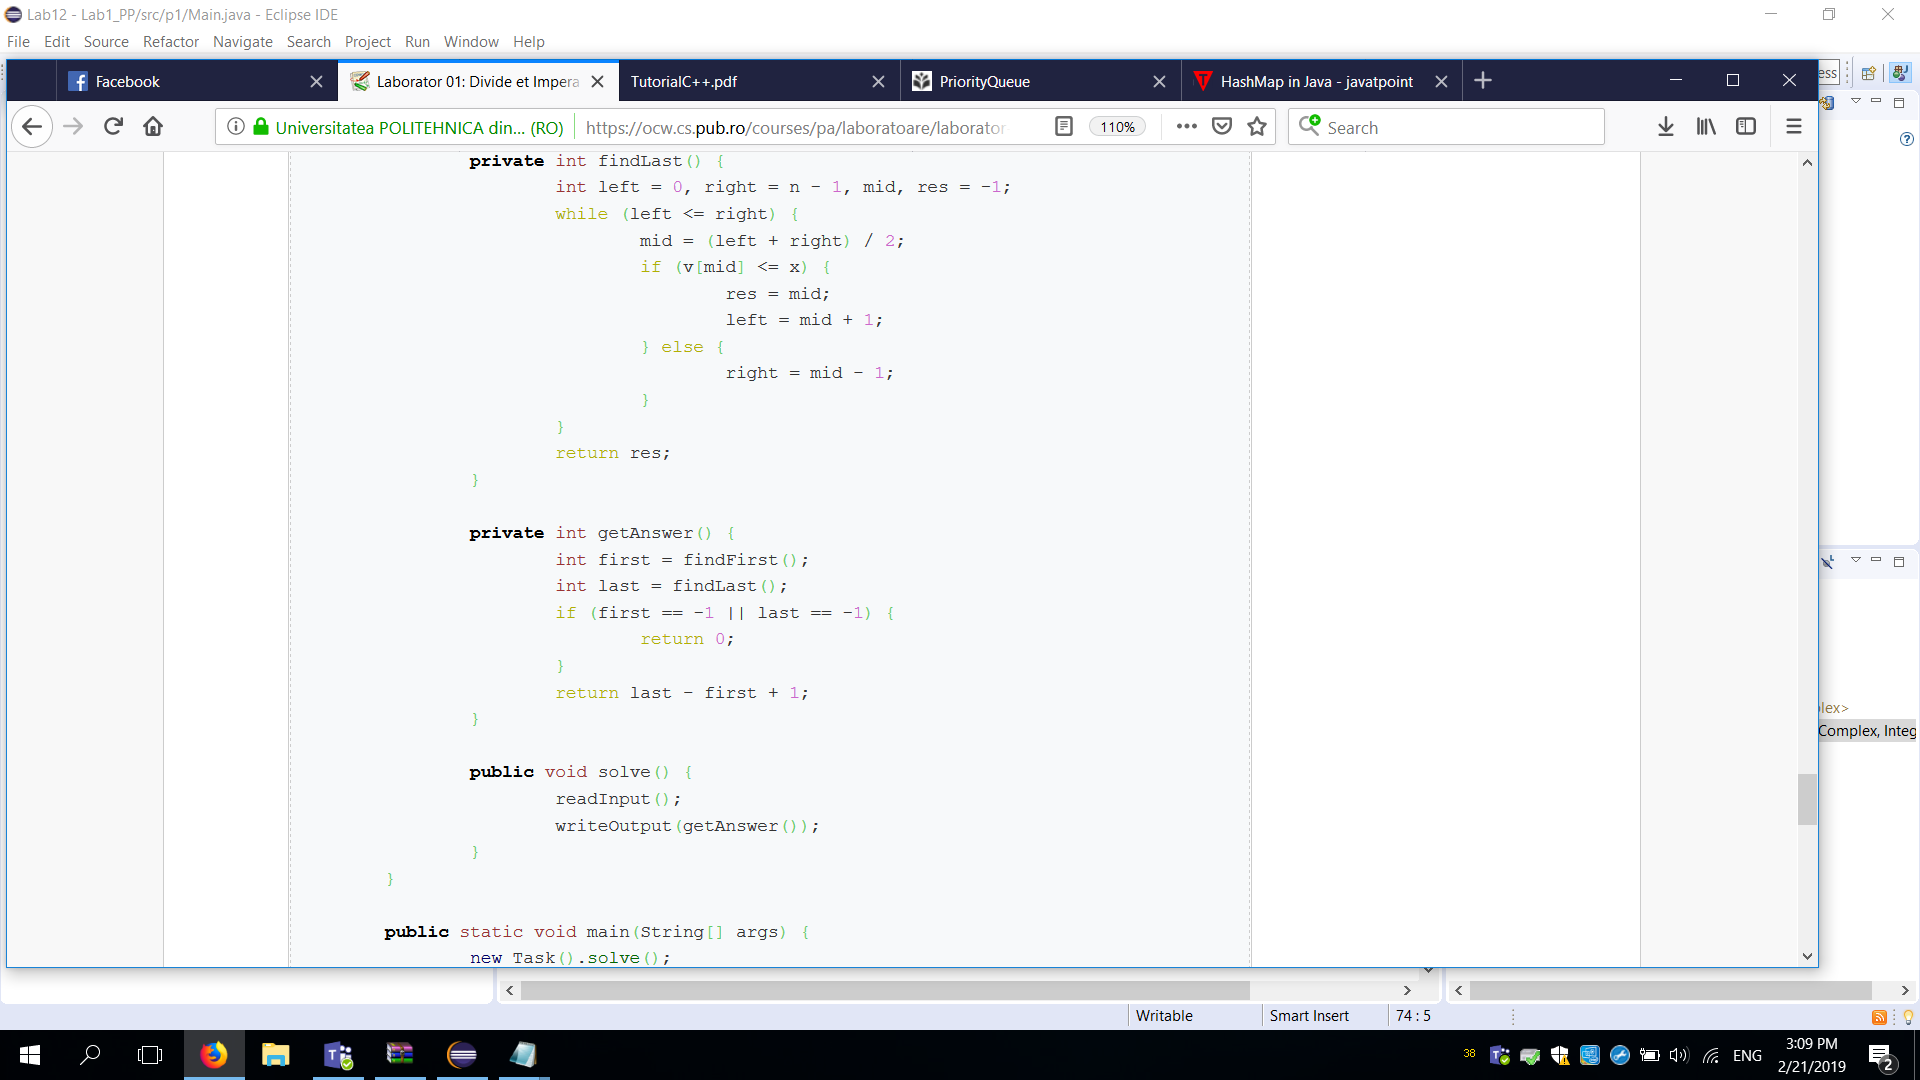 Lab12 - Lab1_PP/src/p1/Main.java - Eclipse IDE
File Edit Source Refactor Navigate Search Project Run Window Help
Facebook
Laborator 01: Divide et Impera
TutorialC++.pdf
PriorityQueue
HashMap in Java - javatpoint
ess
Universitatea POLITEHNICA din... (RO)
https://ocw.cs.pub.ro/courses/pa/laboratoare/laborator
110%
Search
private int findLast() {
int left = 0, right = n - 1, mid, res = -1;
while (left <= right) {
mid = (left + right) / 2;
if (v[mid] <= x) {
res = mid;
left = mid + 1;
} else {
right = mid - 1;
}
}
return res;
}
private int getAnswer() {
int first = findFirst();
int last = findLast();
if (first == -1 || last == -1) {
return 0;
}
return last - first + 1;
}
public void solve() {
readInput();
writeOutput(getAnswer());
}
}
public static void main(String[] args) {
new Task().solve();
lex>
Complex, Integ
Writable
Smart Insert
74 : 5
38
ENG
3:09 PM
2/21/2019
2